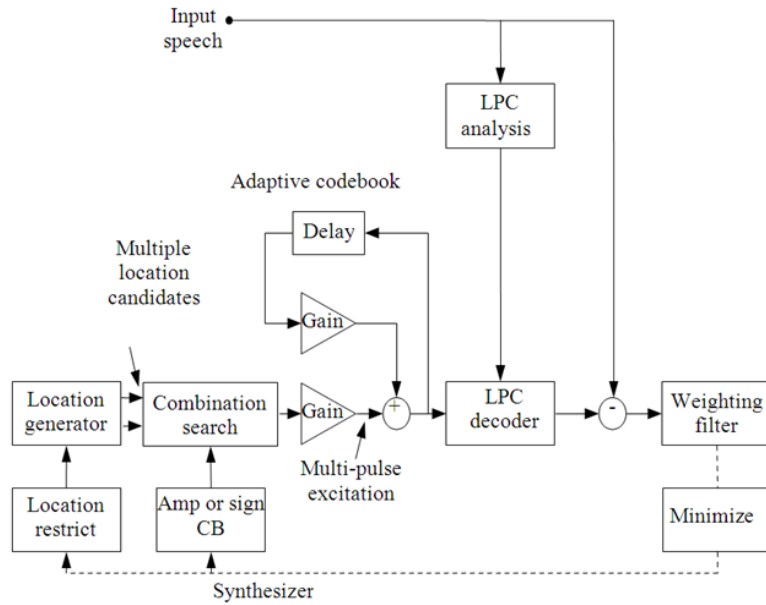 Input
speech
LPC
analysis
Adaptive codebook
Delay
Multiple
location
candidates
Gain
Location
generator
Combination
search
Gain
+
LPC
decoder
-
Weighting
filter
Multi-pulse
excitation
Location
restrict
Amp or sign
CB
Minimize
Synthesizer